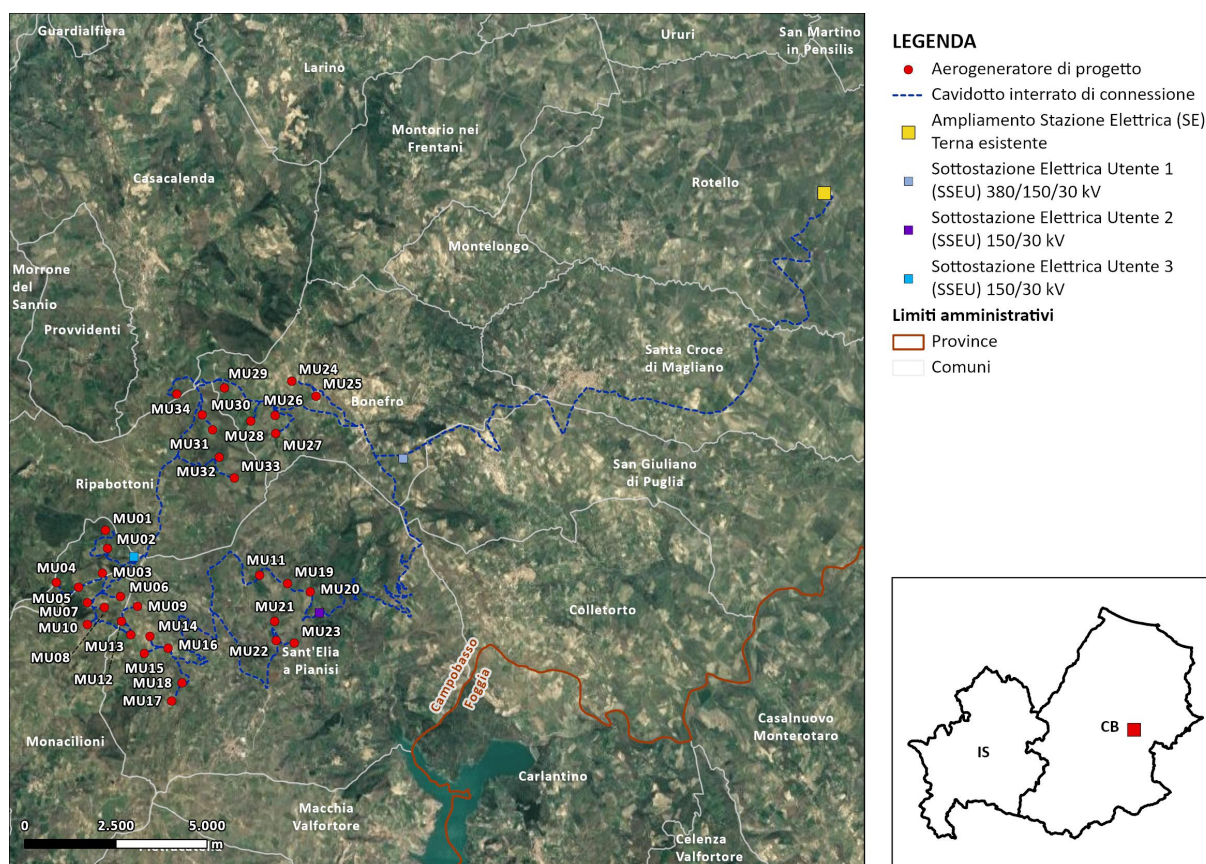 Guardialfiera
Ururi
San Martino
in Pensilis
Larino
Montorio nei
Frentani
Casacalenda
Rotello
Montelongo
Morrone
del
Sannio
Provvidenti
Santa Croce
di Magliano
MU29
MU24
MU25
MU34
MU30
MU26
Bonefro
MU31
MU28
MU27
MU32
MU33
San Giuliano
di Puglia
Ripabottoni
MU01
MU02
MU04
MU03
MU11
MU19
MU05
MU06
MU20
MU07
MU09
MU21
Colletorto
MU10
MU14
MU23
MU08
MU13
MU16
MU22
Sant'Elia
a Pianisi
MU12
MU15
MU18
MU17
Campobasso
Foggia
Monacilioni
Casalnuovo
Monterotaro
Carlantino
Macchia
Valfortore
Celenza
Valfortore
0 2.500 5.000
m
LEGENDA
Aerogeneratore di progetto
Cavidotto interrato di connessione
Ampliamento Stazione Elettrica (SE)
Terna esistente
Sottostazione Elettrica Utente 1
(SSEU) 380/150/30 kV
Sottostazione Elettrica Utente 2
(SSEU) 150/30 kV
Sottostazione Elettrica Utente 3
(SSEU) 150/30 kV
Limiti amministrativi
Province
Comuni
CB
IS